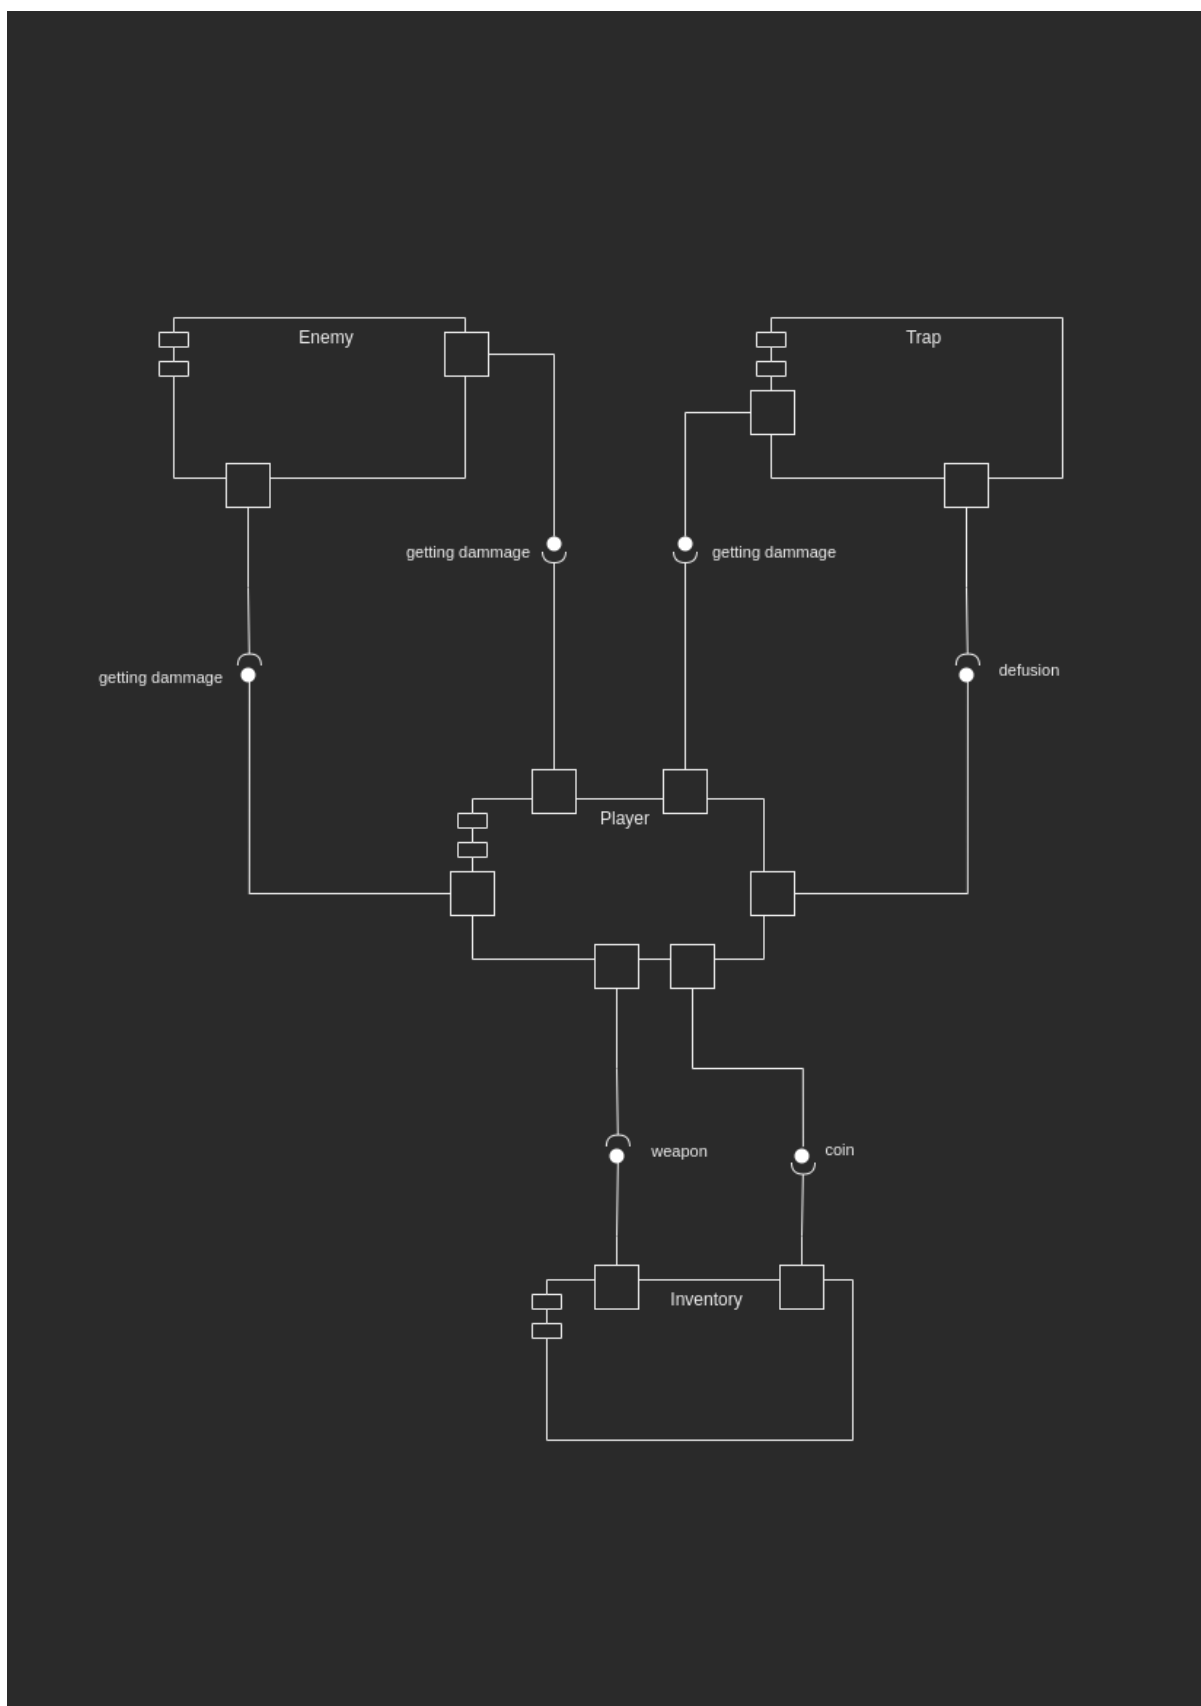 Enemy
Trap
getting dammage
getting dammage
getting dammage
defusion
Player
weapon
coin
Inventory